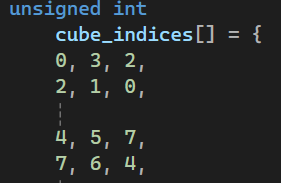 unsigned int
cube_indices[] = {
0, 3, 2,
2, 1, 0,
4, 5, 7,
7, 6, 4,